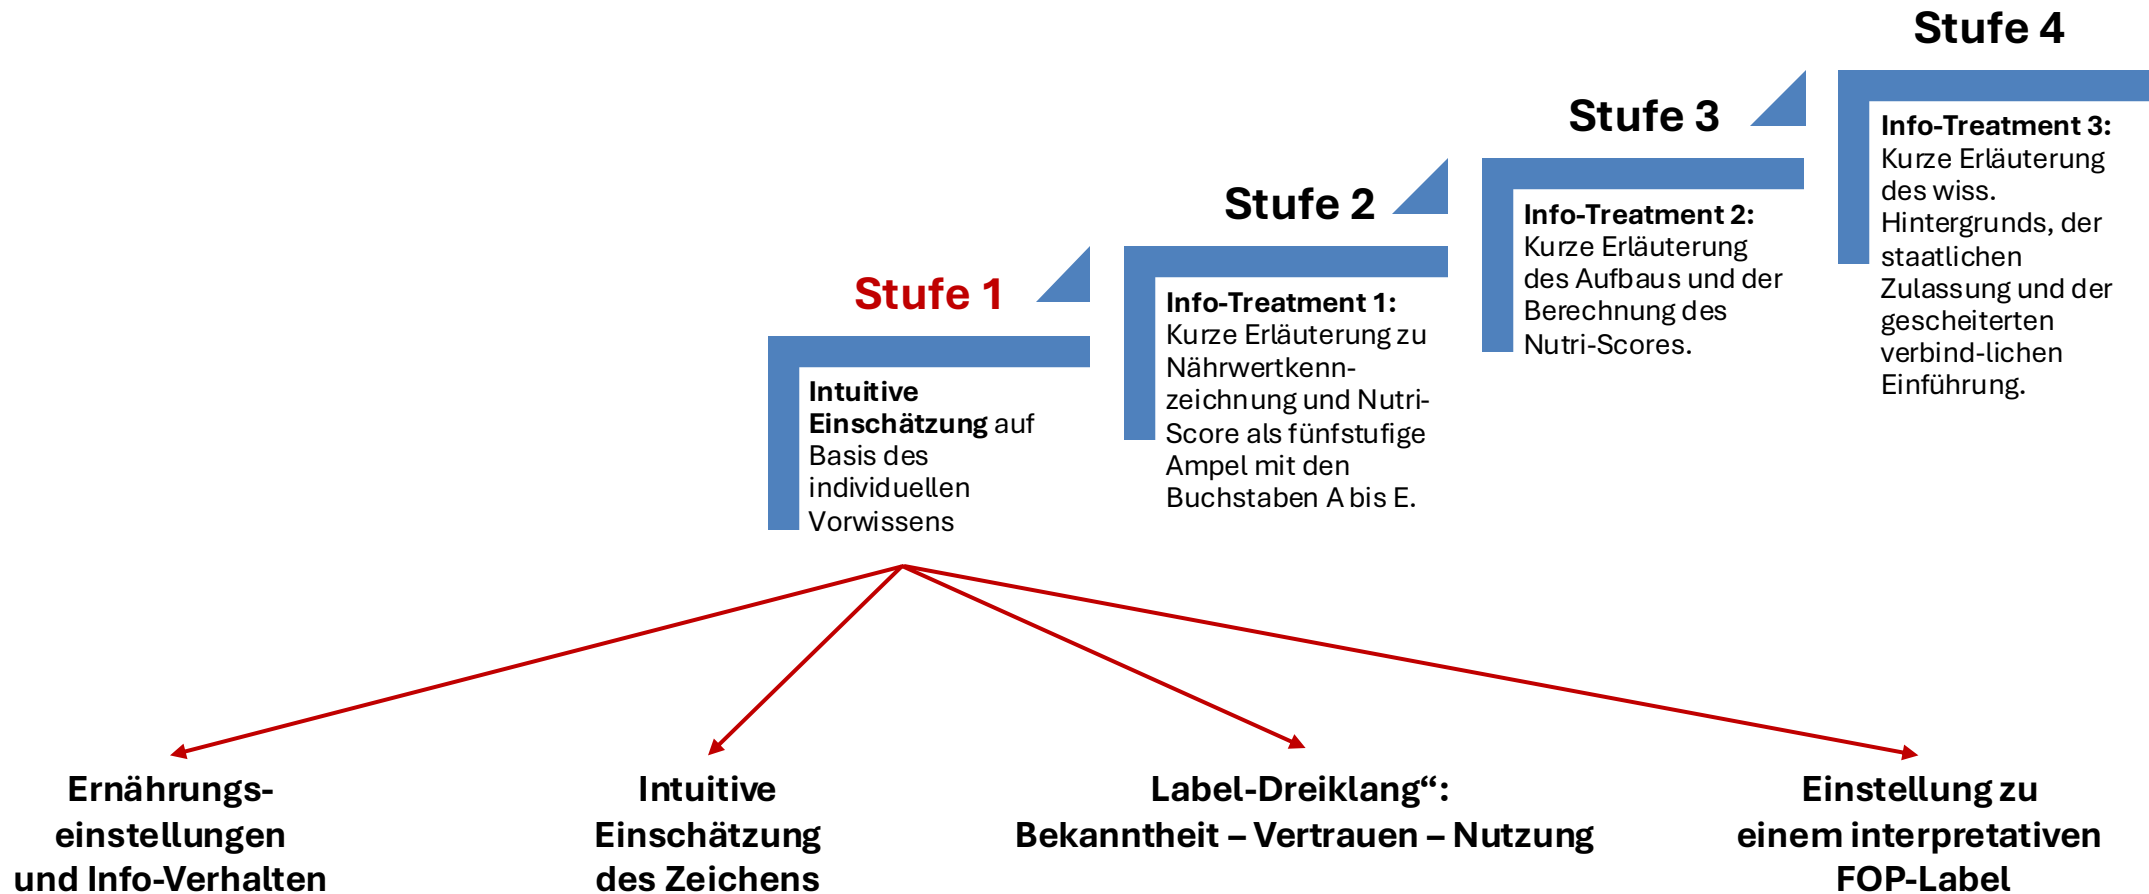 Stufe 1
Intuitive
Einschätzung auf
Basis des
individuellen
Vorwissens
Stufe 2
Info-Treatment 1:
Kurze Erläuterung zu
Nährwertkenn-
zeichnung und Nutri-
Score als fünfstufige
Ampel mit den
Buchstaben A bis E.
Stufe 3
Info-Treatment 2:
Kurze Erläuterung
des Aufbaus und der
Berechnung des
Nutri-Scores.
Stufe 4
Info-Treatment 3:
Kurze Erläuterung
des wiss.
Hintergrunds, der
staatlichen
Zulassung und der
gescheiterten
verbind-lichen
Einführung.
Ernährungs-
einstellungen
und Info-Verhalten
Intuitive
Einschätzung
des Zeichens
Label-Dreiklang“:
Bekanntheit – Vertrauen – Nutzung
Einstellung zu
einem interpretativen
FOP-Label